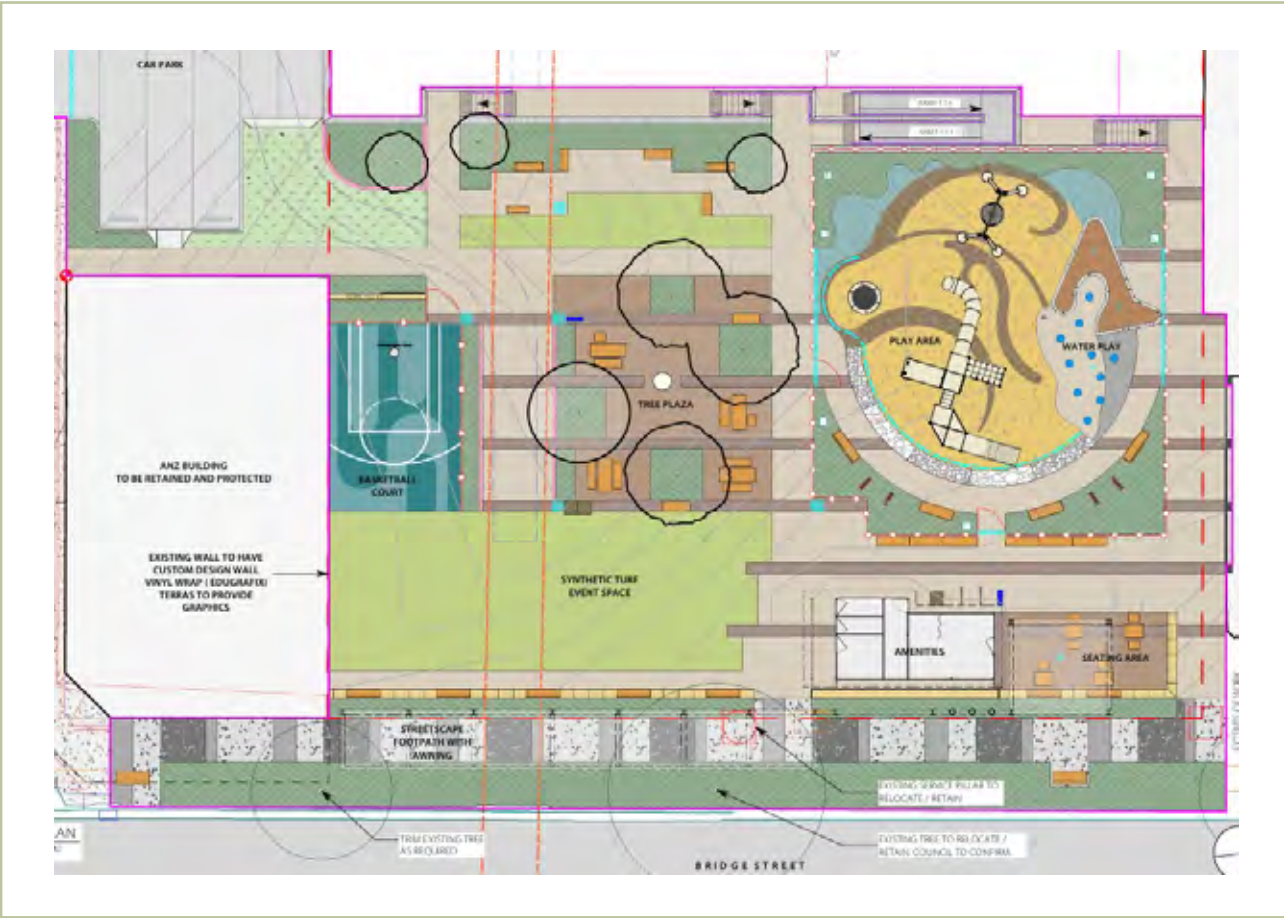 CAR PARK
PLAY AREA
WATER PLAY
TREE PLAZA
ANZ BUILDING
TO BE RETAINED AND PROTECTED
BASKETBALL
COURT
EXISTING WALL TO HAVE
CUSTOM DESIGN WALL
VINYL WRAP | EDUGRAFIX|
TERRAS TO PROVIDE
GRAPHICS
SYNTHETIC TURF
EVENT SPACE
AMENITIES
SEATING AREA
STREETSCAPE
FOOTPATH WITH
AWNING
EXISTING SERVICE PILLAR TO
RELOCATE / RETAIN
TRIM EXISTING TREE
AS REQUIRED
EXISTING TREE TO RELOCATE /
RETAIN. COUNCIL TO CONFIRM.
BRIDGE STREET